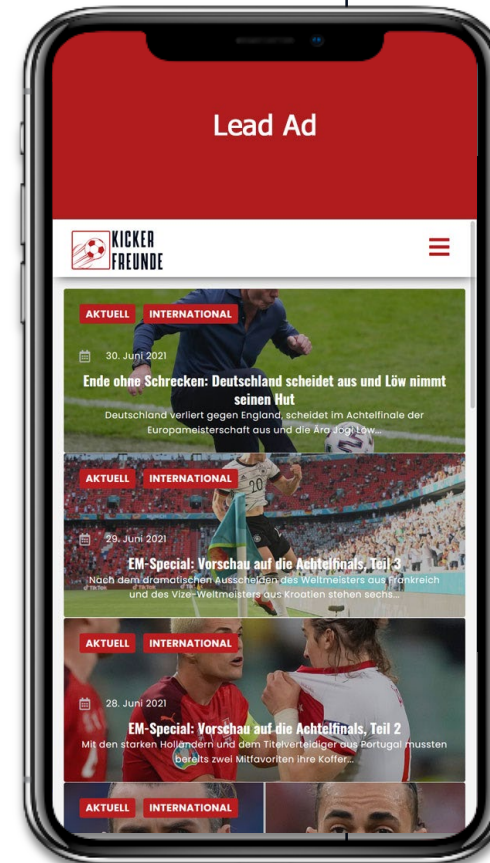 Lead Ad
KICKER
FREUNDE
AKTUELL INTERNATIONAL
30. Juni 2021
Ende ohne Schrecken: Deutschland scheidet aus und Löw nimmt
seinen Hut
Deutschland verliert gegen England, scheidet im Achtelfinale der
Europameisterschaft aus und die Ära Jogi Löw...
AKTUELL INTERNATIONAL
20
29. Juni 2021
EM-Special: Vorschau auf die Achtelfinals, Teil 3
Nach dem dramatischen Ausscheiden des Weltmeisters aus Frankreich
und des Vize-Weltmeisters aus Kroatien stehen sechs...
AKTUELL INTERNATIONAL
28. Juni 2021
EM-Special: Vorschau auf die Achtelfinals, Teil 2
Mit den starken Holländern und dem Titelverteidiger aus Portugal mussten
bereits zwei Mitfavoriten ihre Koffer...
AKTUELL INTERNATIONAL